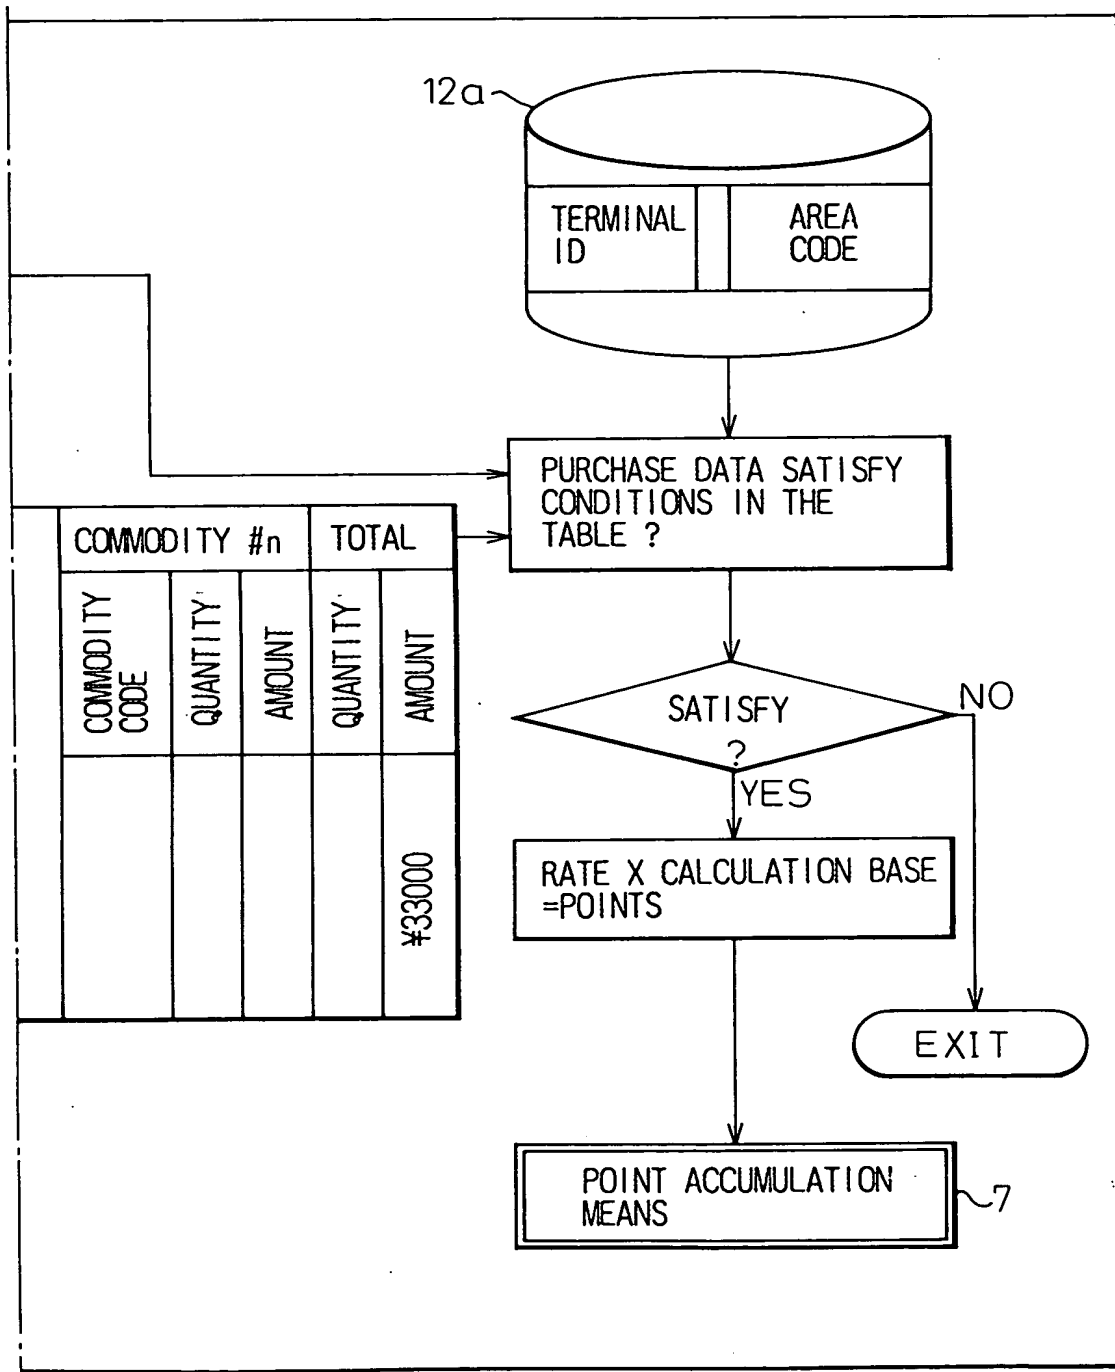 12a
TERMINAL
ID
AREA
CODE
PURCHASE DATA SATISFY
CONDITIONS IN THE
TABLE ?
COMMODITY #n
TOTAL
COMMODITY
CODE
QUANTITY
AMOUNT
QUANTITY
AMOUNT
¥33000
SATISFY
?
NO
YES
RATE X CALCULATION BASE
=POINTS
EXIT
POINT ACCUMULATION
MEANS
7